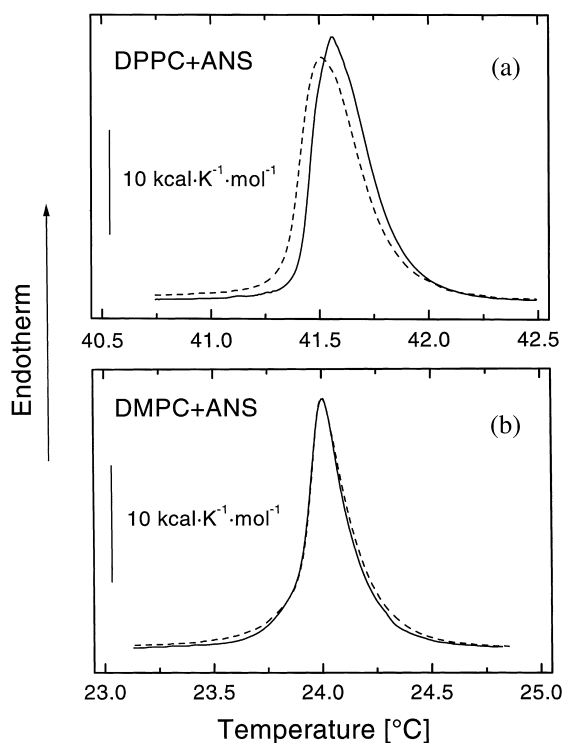 DPPC+ANS
(a)
10 kcal·K⁻¹·mol⁻¹
40.5 41.0 41.5 42.0 42.5
Endotherm
DMPC+ANS
(b)
10 kcal·K⁻¹·mol⁻¹
23.0 23.5 24.0 24.5 25.0
Temperature [°C]